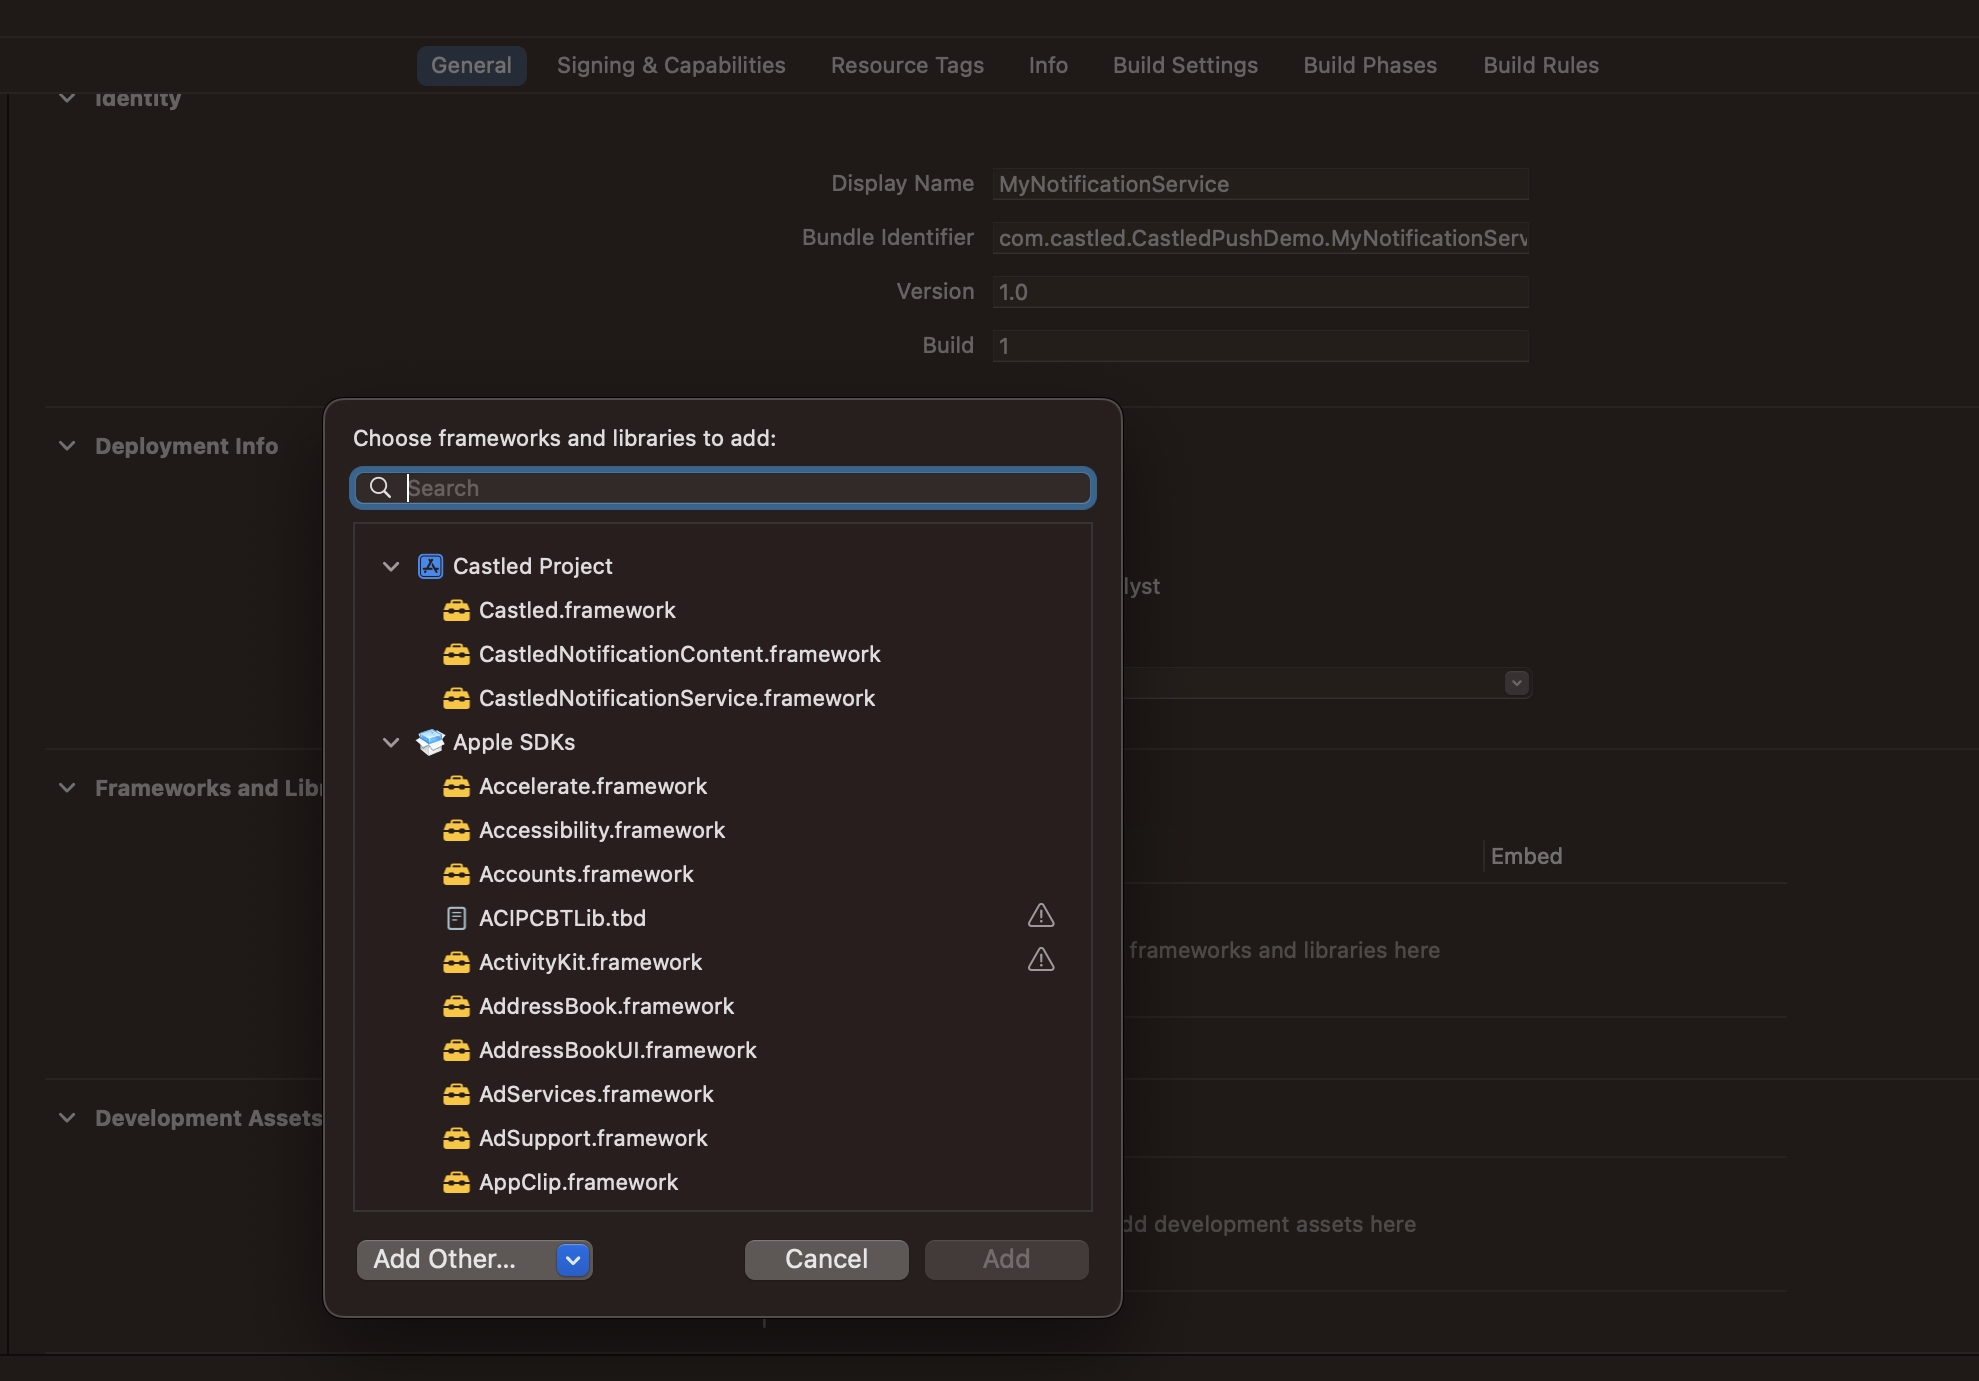 General Signing & Capabilities Resource Tags Info Build Settings Build Phases Build Rules
Identity
Display Name MyNotificationService
Bundle Identifier com.castled.CastledPushDemo.MyNotificationServ
Version 1.0
Build 1
Deployment Info
Choose frameworks and libraries to add:
Search
Castled Project
Castled.framework
CastledNotificationContent.framework
CastledNotificationService.framework
Apple SDKs
Accelerate.framework
Accessibility.framework
Accounts.framework
ACIPCBTLib.tbd
ActivityKit.framework
AddressBook.framework
AddressBookUI.framework
AdServices.framework
AdSupport.framework
AppClip.framework
Add Other... Cancel Add
lyst
Frameworks and Libr
Embed
frameworks and libraries here
Development Assets
dd development assets here